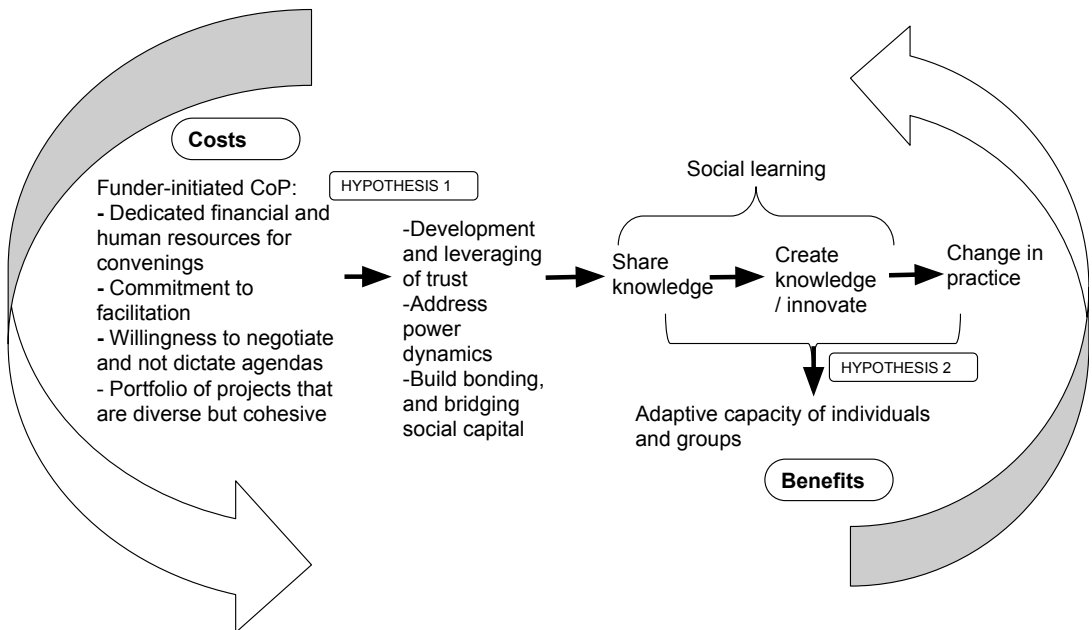 Costs
Funder-initiated CoP:
- Dedicated financial and
human resources for
convenings
- Commitment to
facilitation
- Willingness to negotiate
and not dictate agendas
- Portfolio of projects that
are diverse but cohesive
HYPOTHESIS 1
-Development
and leveraging
of trust
-Address
power
dynamics
-Build bonding,
and bridging
social capital
Social learning
Share
knowledge
Create
knowledge
/ innovate
Change in
practice
HYPOTHESIS 2
Adaptive capacity of individuals
and groups
Benefits